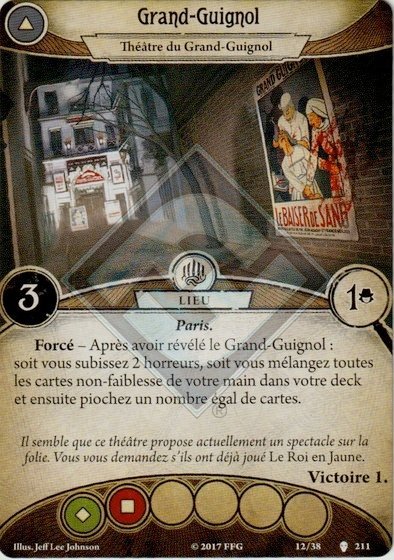 Grand-Guignol
Théâtre du Grand-Guignol
GRAND GUIGNOL
LE BAISER DE SANG
3
LIEU
1
Paris.
Forcé – Après avoir révélé le Grand-Guignol :
soit vous subissez 2 horreurs, soit vous mélangez toutes
les cartes non-faiblesse de votre main dans votre deck
et ensuite piochez un nombre égal de cartes.
Il semble que ce théâtre propose actuellement un spectacle sur la
folie. Vous vous demandez s'ils ont déjà joué Le Roi en Jaune.
Victoire 1.
Illus. Jeff Lee Johnson
© 2017 FFG
12/38
211